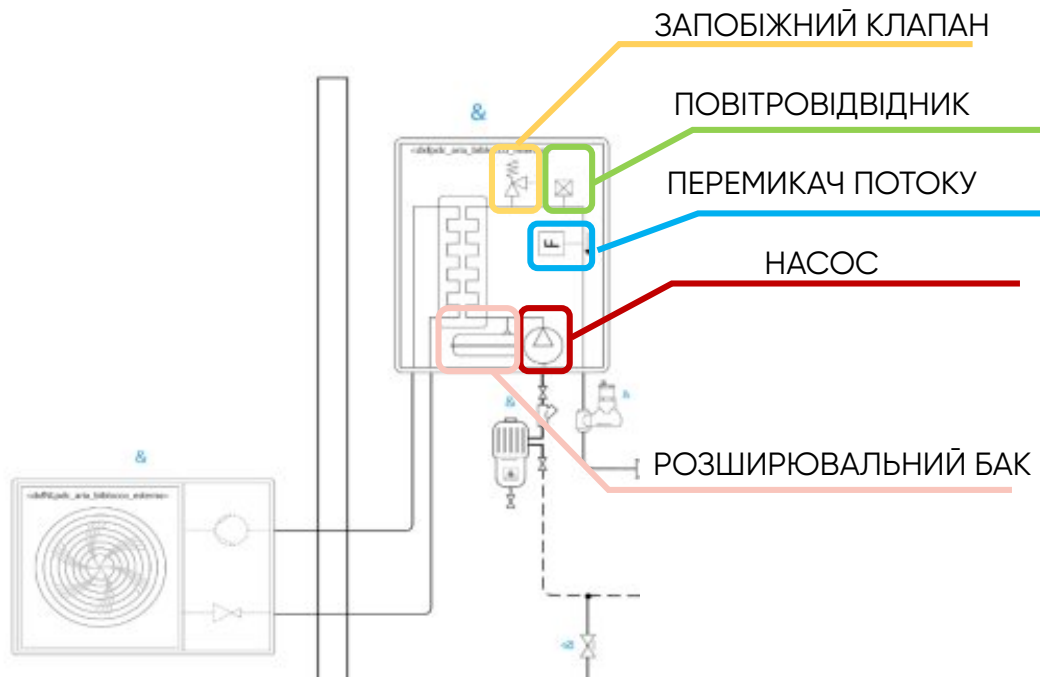 ЗАПОБІЖНИЙ КЛАПАН
&
ПОВІТРОВІДВІДНИК
ПЕРЕМИКАЧ ПОТОКУ
F
НАСОС
&
РОЗШИРЮВАЛЬНИЙ БАК
&